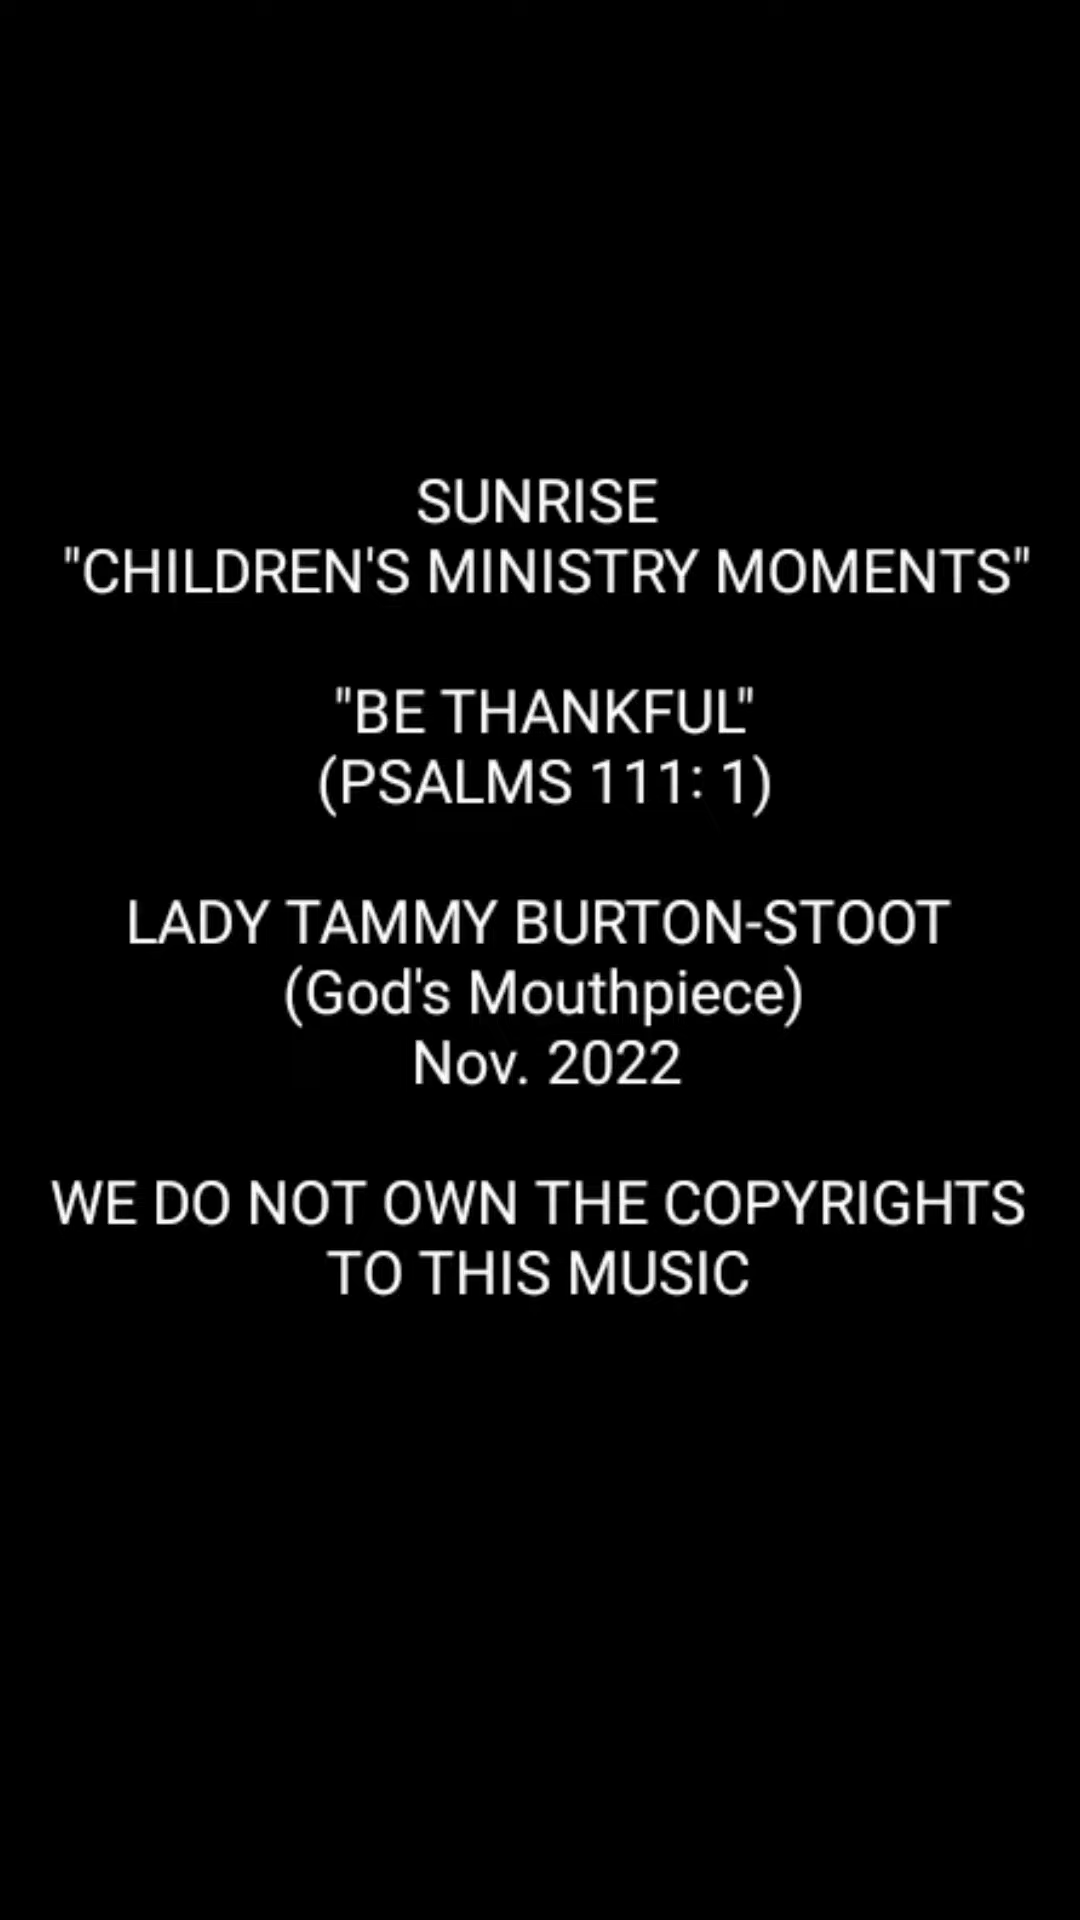 SUNRISE
"CHILDREN'S MINISTRY MOMENTS"
"BE THANKFUL"
(PSALMS 111: 1)
LADY TAMMY BURTON-STOOT
(God's Mouthpiece)
Nov. 2022
WE DO NOT OWN THE COPYRIGHTS
TO THIS MUSIC